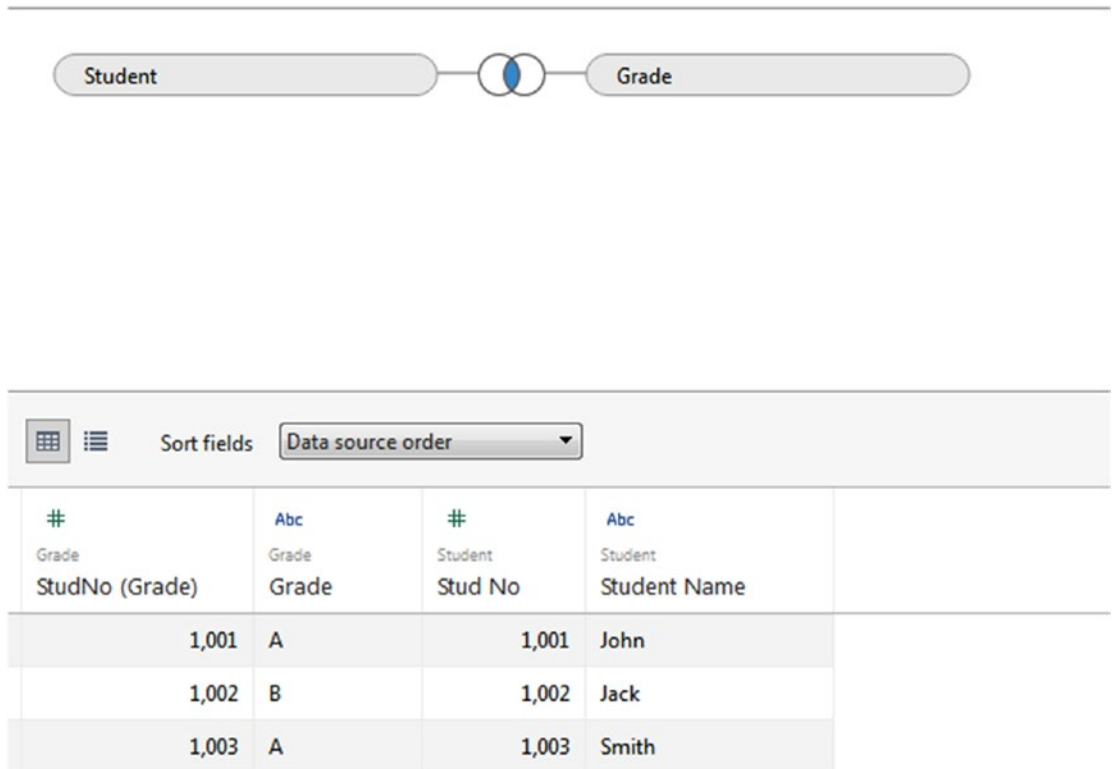 Student Grade
Sort fields Data source order
# Abc # Abc
Grade Grade Student Student
StudNo (Grade) Grade Stud No Student Name
1,001 A 1,001 John
1,002 B 1,002 Jack
1,003 A 1,003 Smith